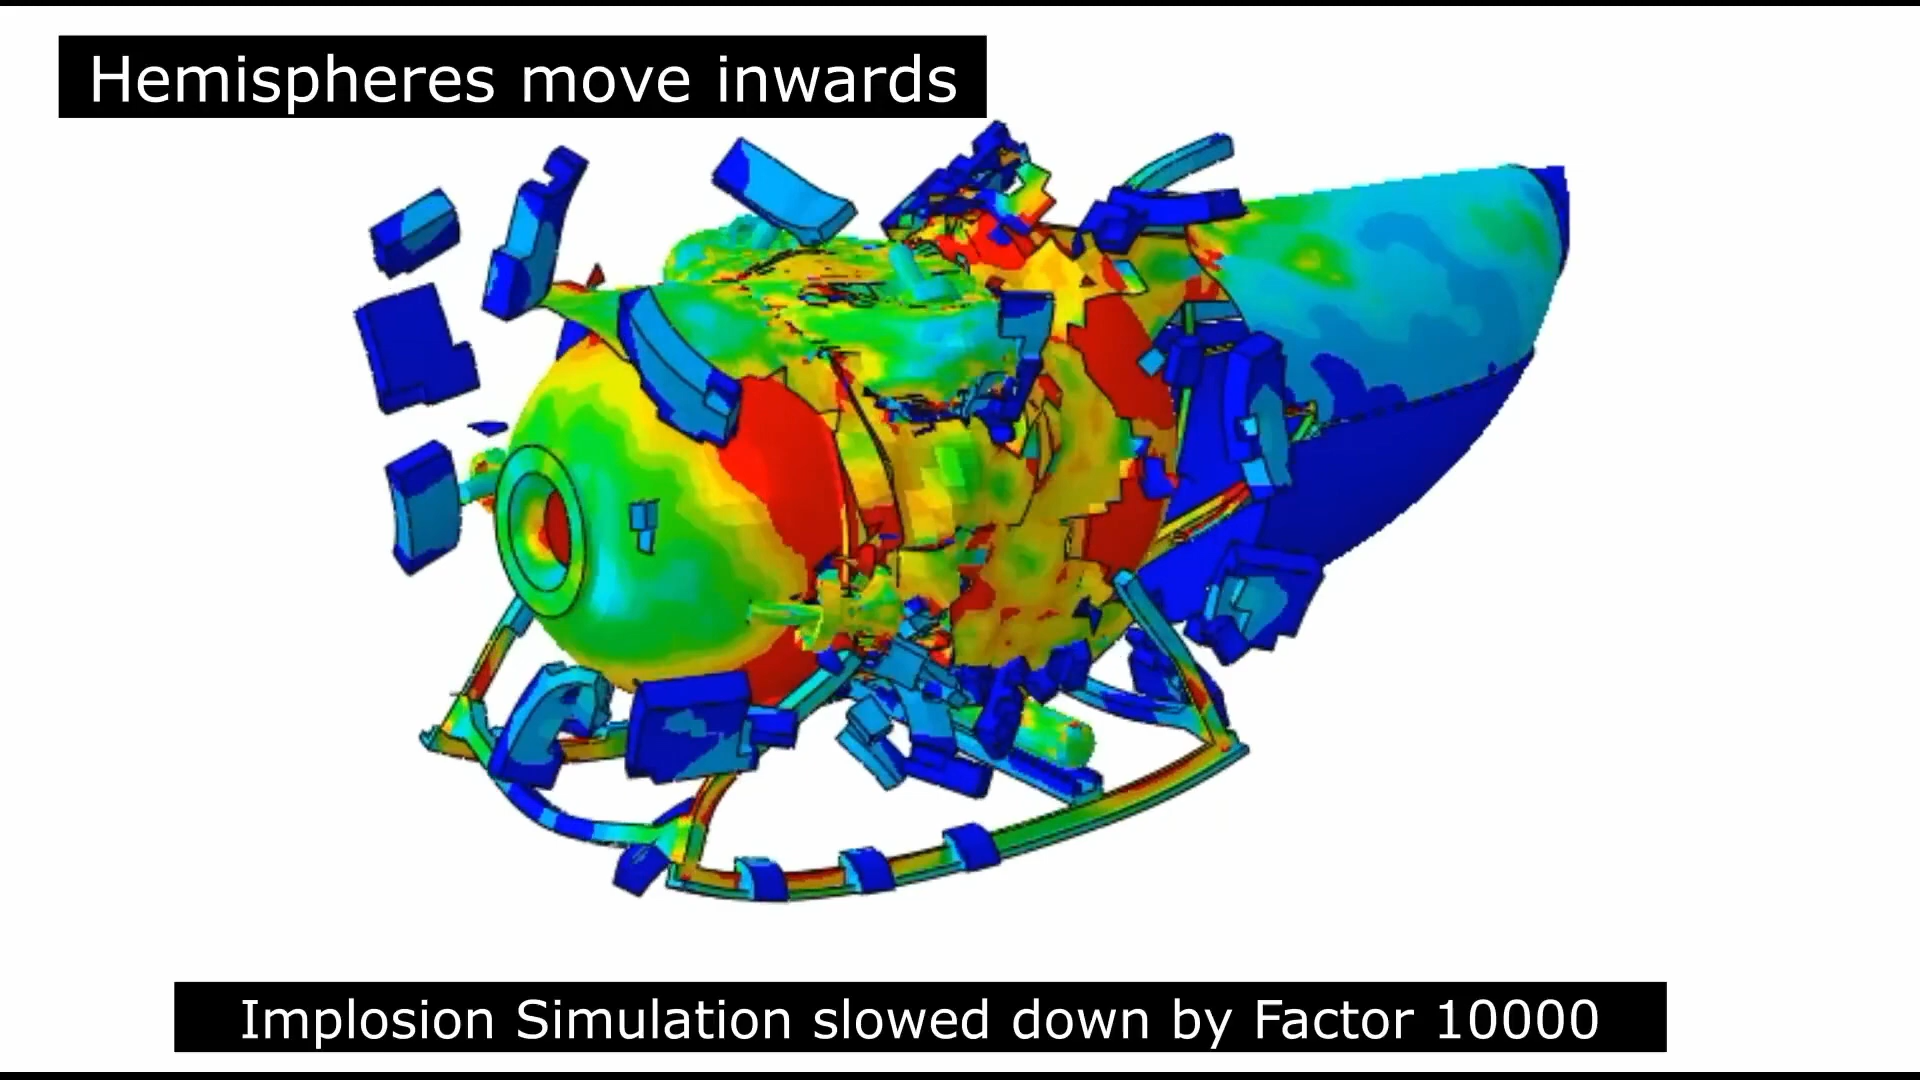 Hemispheres move inwards
Implosion Simulation slowed down by Factor 10000